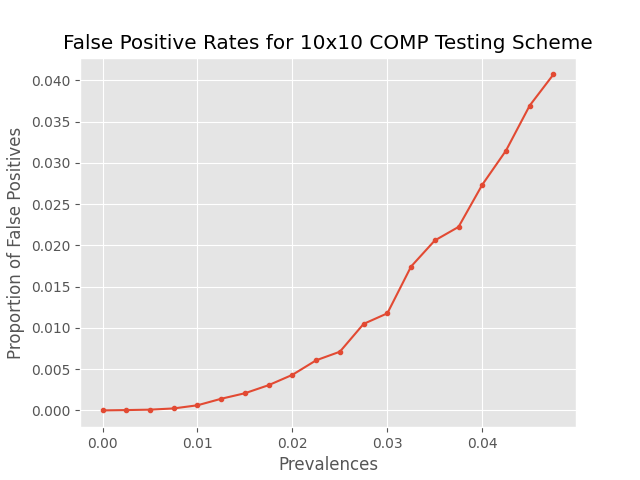 False Positive Rates for 10x10 COMP Testing Scheme
Proportion of False Positives
0.040
0.035
0.030
0.025
0.020
0.015
0.010
0.005
0.000
0.00 0.01 0.02 0.03 0.04
Prevalences